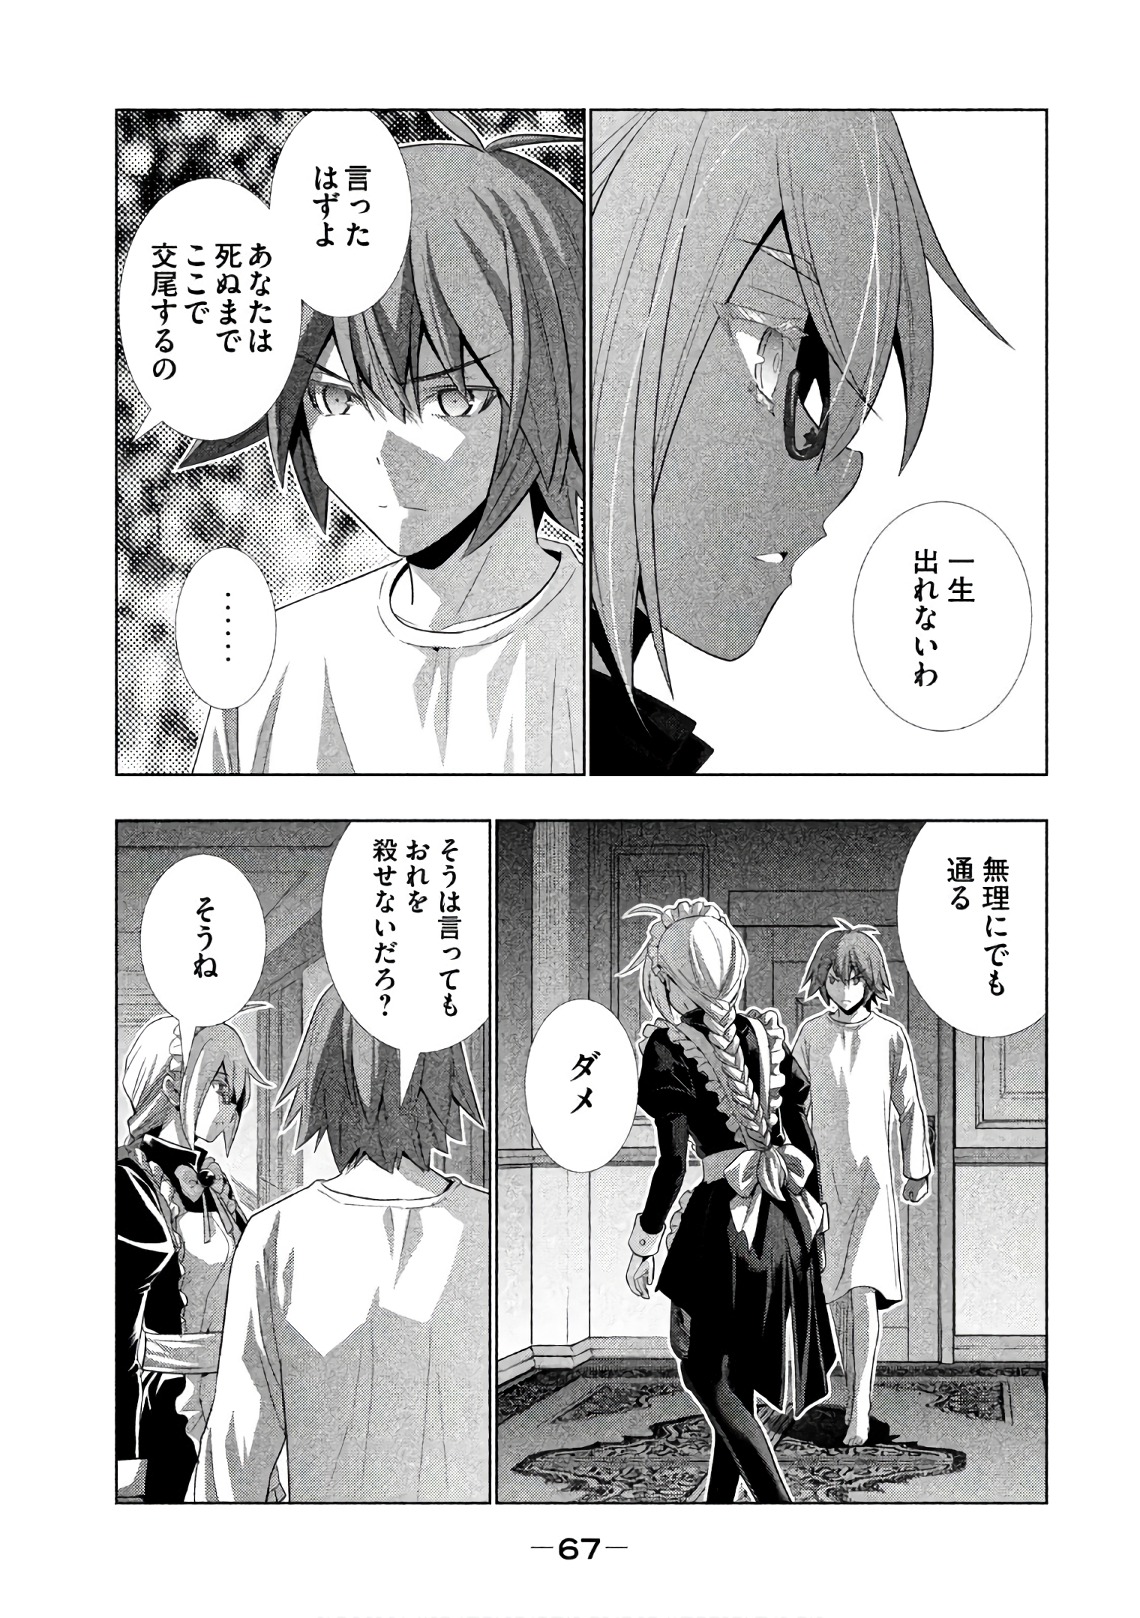 一生
出れないわ
言った
はずよ
あなたは
死ぬまで
ここで
交尾するの
・・・・・・
無理にでも
通る
ダメ
そうは言っても
おれを
殺せないだろ？
そうね
—67—